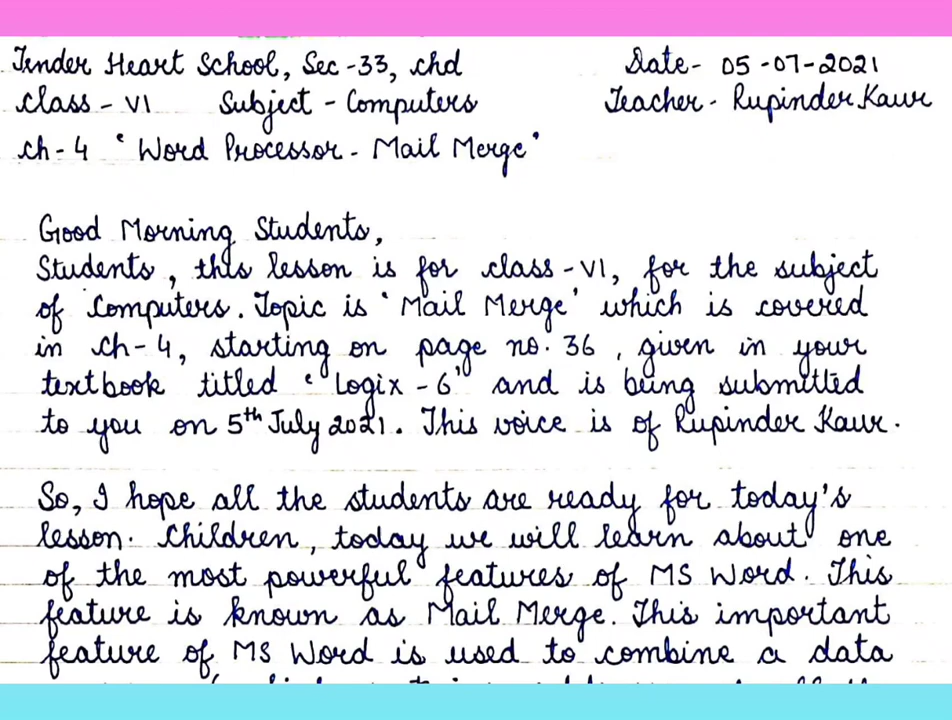 Tender Heart School, Sec-33, chd Date- 05-07-2021
Class - VI Subject - Computers Teacher - Rupinder Kaur
Ch-4 ‘Word Processor - Mail Merge’
Good Morning Students,
Students, this lesson is for class-VI, for the subject
of Computers. Topic is ‘Mail Merge’ which is covered
in ch-4, starting on page no. 36, given in your
textbook titled ‘Logix - 6’ and is being submitted
to you on 5th July 2021. This voice is of Rupinder Kaur.
So, I hope all the students are ready for today's
lesson. Children, today we will learn about one
of the most powerful features of MS Word. This
feature is known as Mail Merge. This important
feature of MS Word is used to combine a data